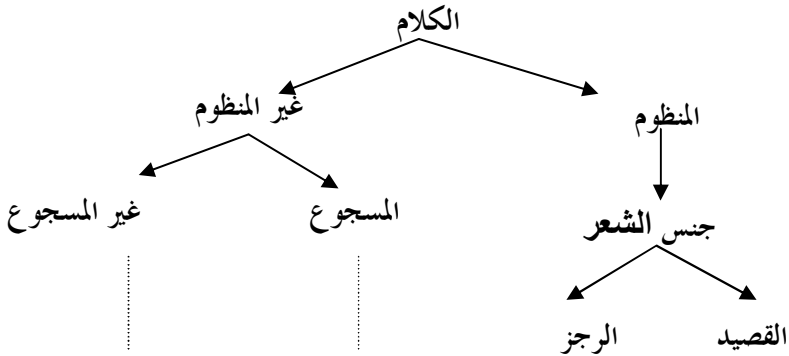 الكلام
المنظوم
غير المنظوم
جنس الشعر
المسجوع
غير المسجوع
القصيد
الرجز